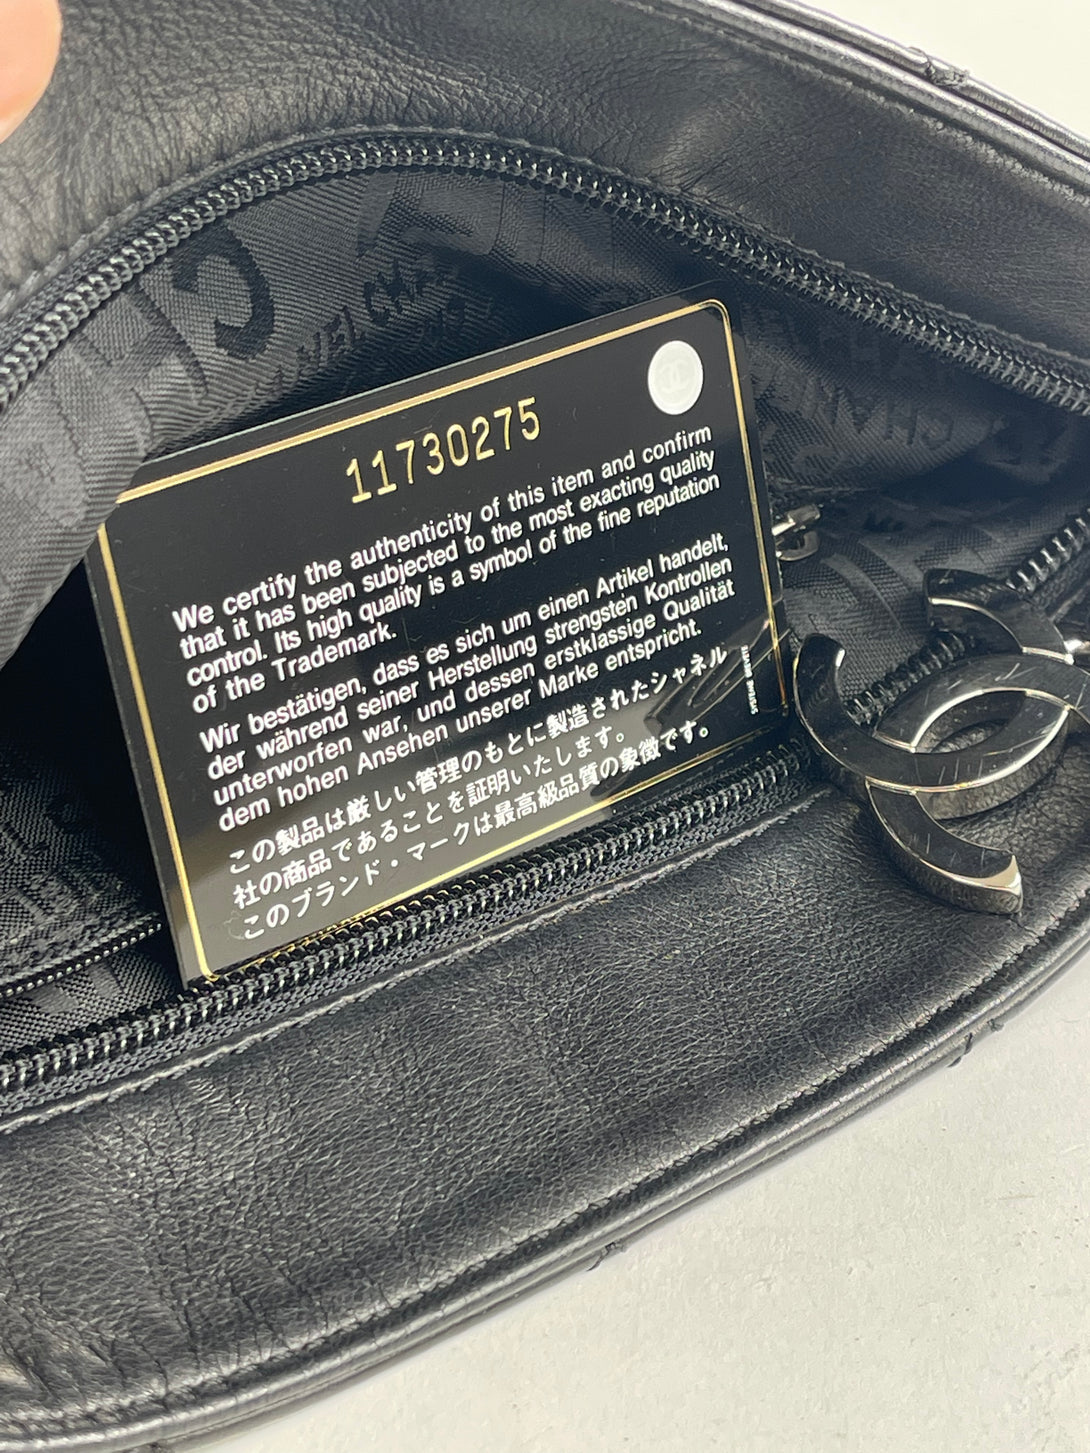 11730275
We certify the authenticity of this item and confirm
that it has been subjected to the most exacting quality
control. Its high quality is a symbol of the fine reputation
of the Trademark.
Wir bestätigen, dass es sich um einen Artikel handelt,
der während seiner Herstellung strengsten Kontrollen
unterworfen war, und dessen erstklassige Qualität
dem hohen Ansehen unserer Marke entspricht.
この製品は厳しい管理のもとに製造されたシャネル
社の商品であることを証明いたします。
このブランド・マークは最高級品質の象徴です。